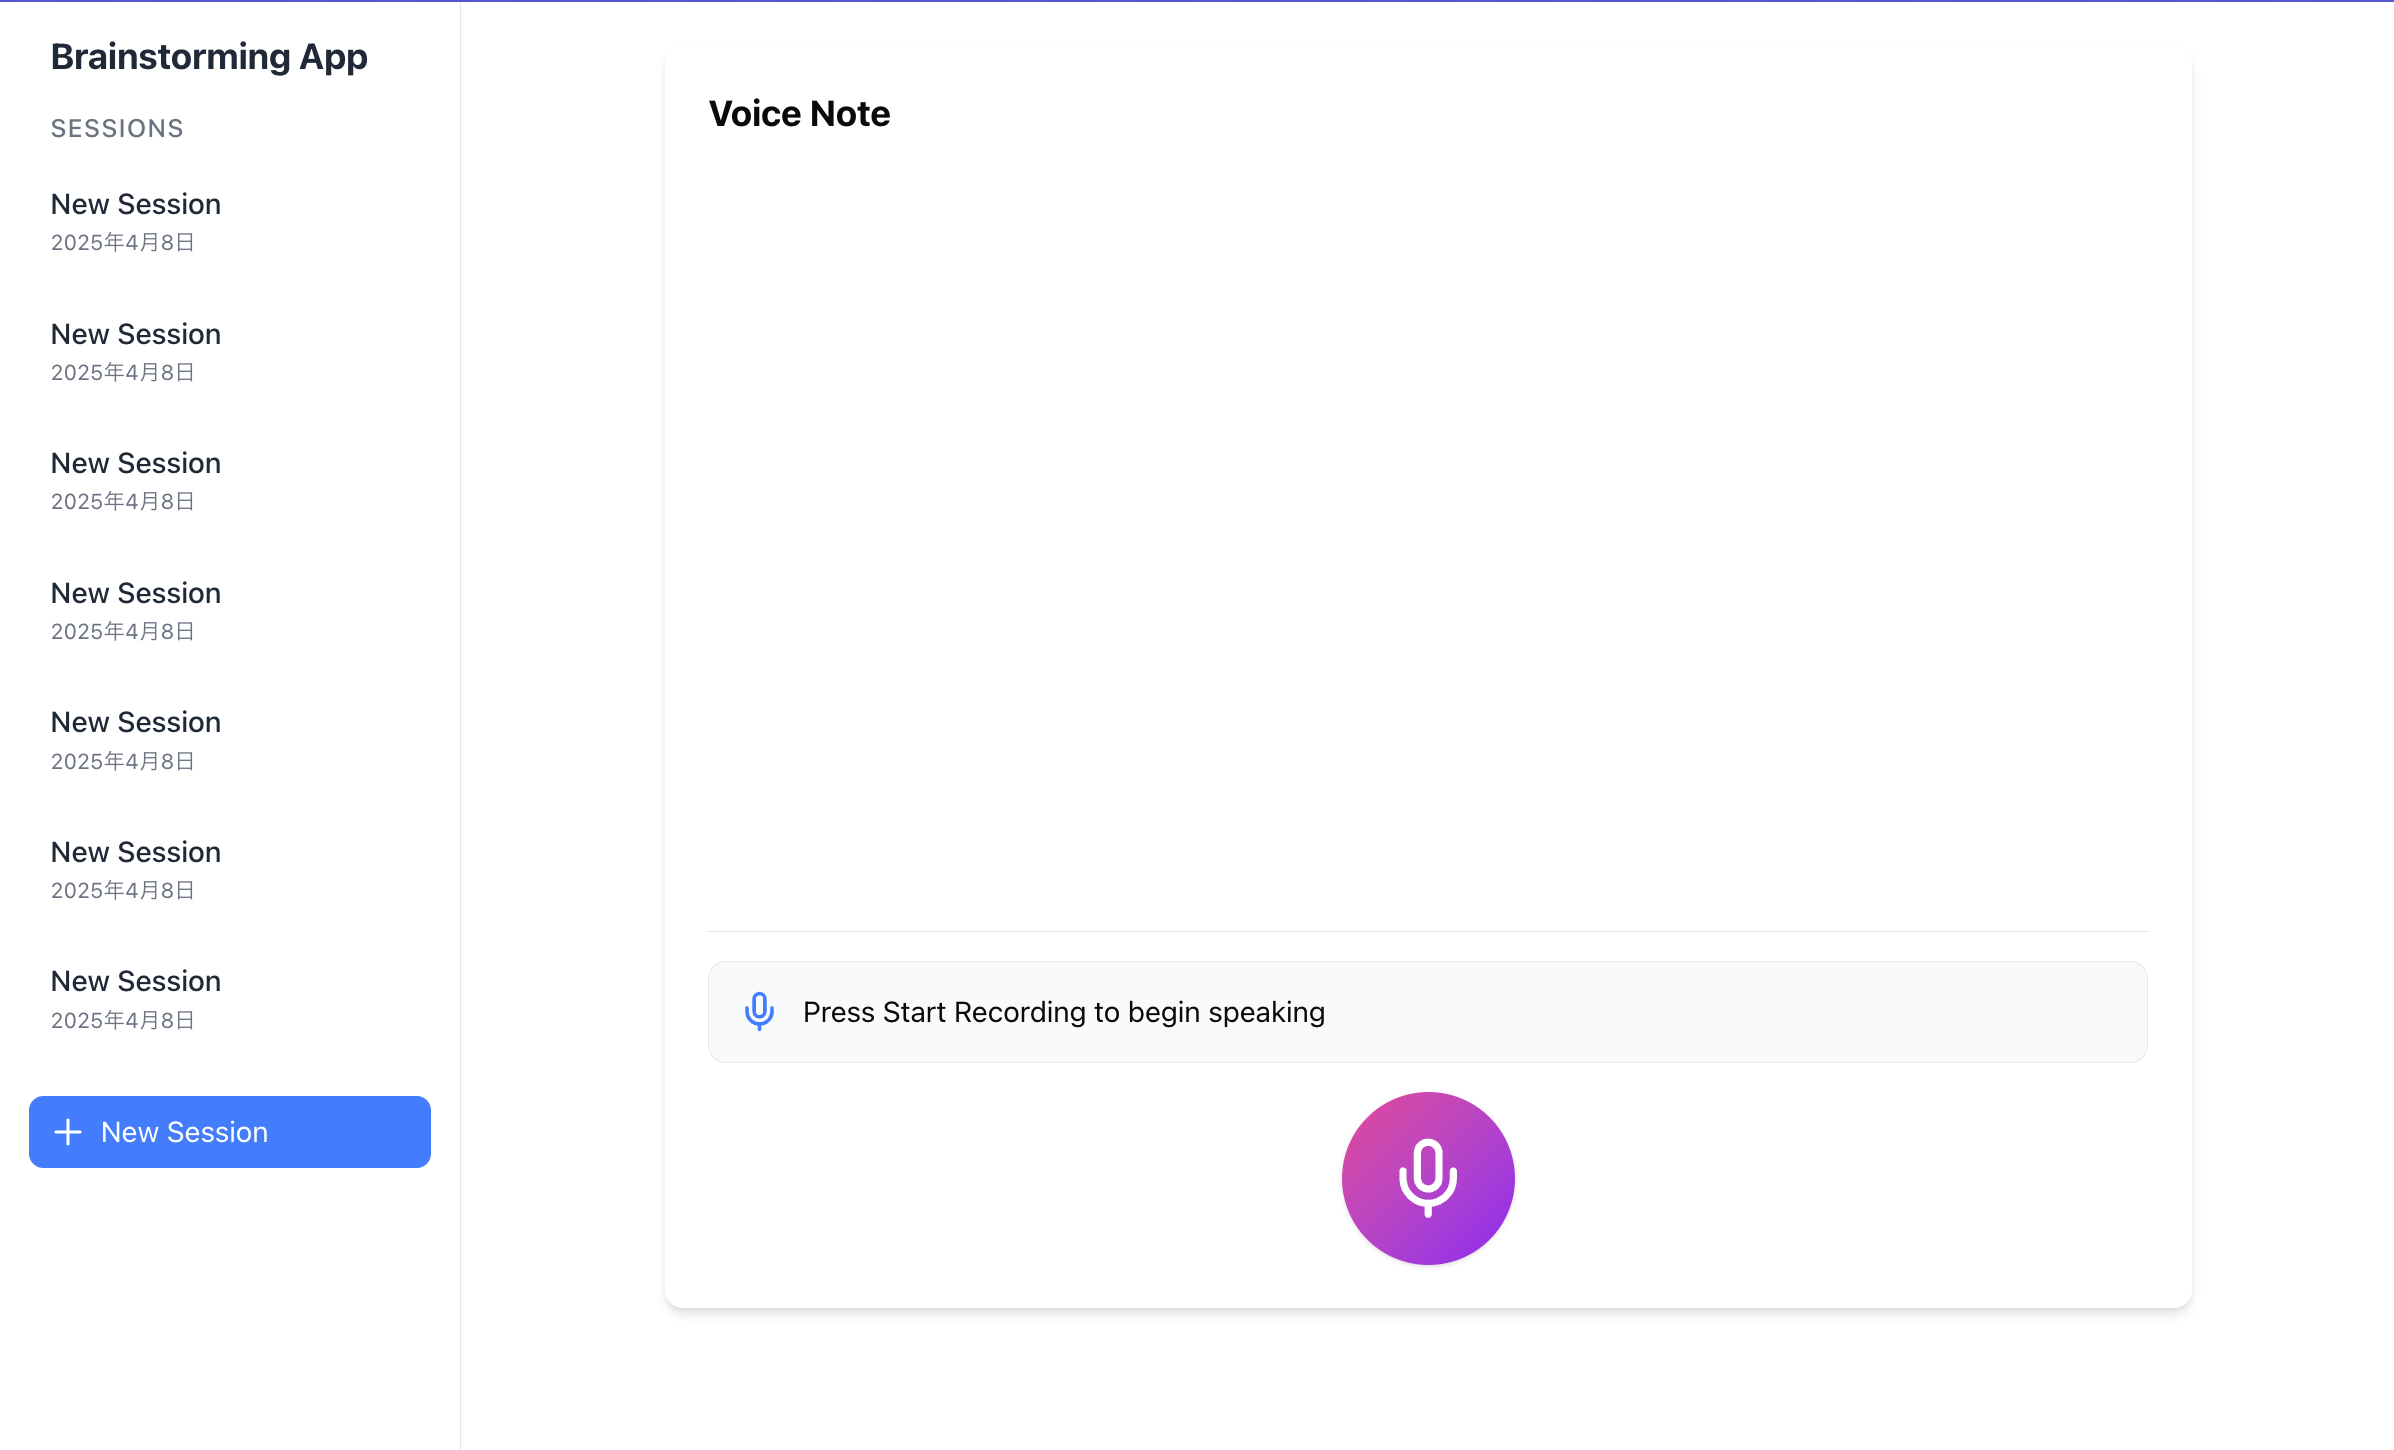 Brainstorming App
SESSIONS
New Session
2025年4月8日
New Session
2025年4月8日
New Session
2025年4月8日
New Session
2025年4月8日
New Session
2025年4月8日
New Session
2025年4月8日
New Session
2025年4月8日
New Session
Voice Note
Press Start Recording to begin speaking